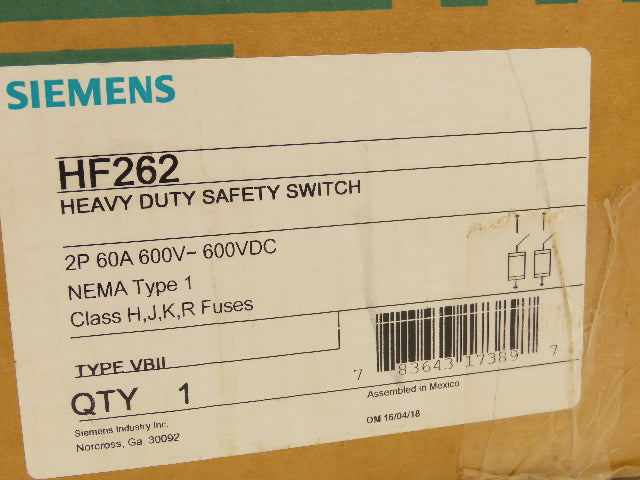 SIEMENS
HF262
HEAVY DUTY SAFETY SWITCH
2P 60A 600V~ 600VDC
NEMA Type 1
Class H,J,K,R Fuses
TYPE VBII
QTY 1
7 83643 17389 7
Assembled in Mexico
OM 16/04/18
Siemens Industry Inc.
Norcross, Ga. 30092